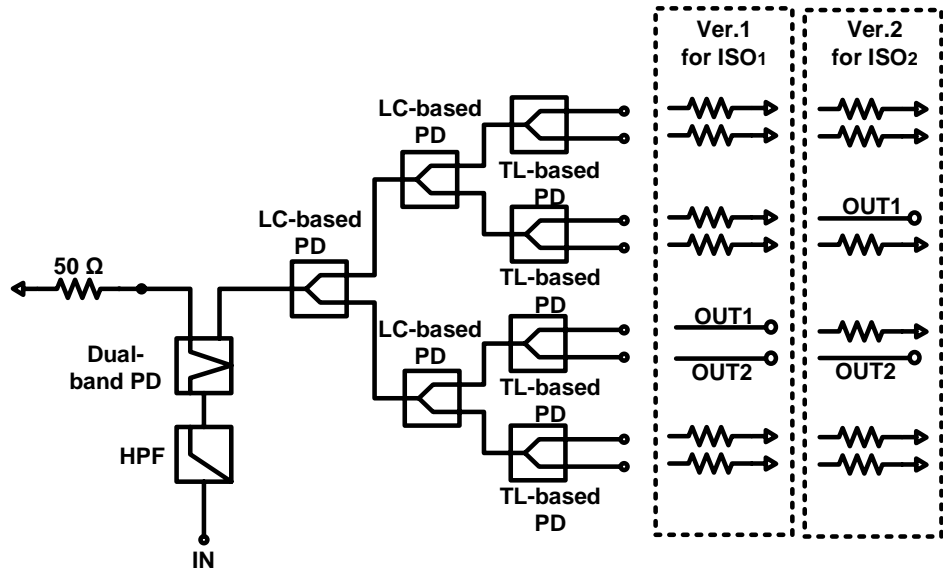 Ver.1
for ISO1
Ver.2
for ISO2
LC-based
PD
TL-based
PD
LC-based
PD
OUT1
TL-based
PD
50 Ω
LC-based
PD
OUT1
Dual-
band PD
TL-based
PD
OUT2
OUT2
HPF
TL-based
PD
IN